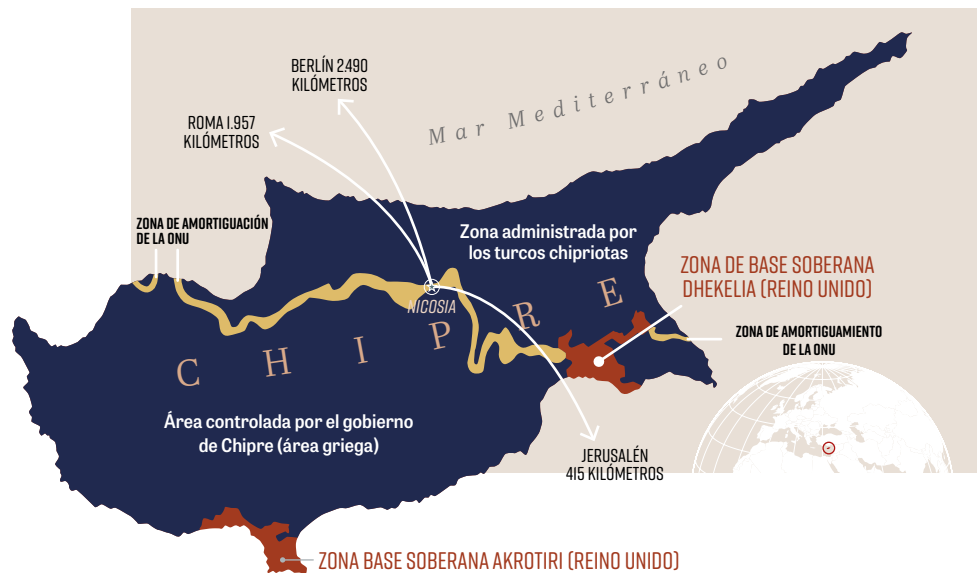 BERLÍN 2.490
KILÓMETROS
Mar Mediterráneo
ROMA 1.957
KILÓMETROS
ZONA DE AMORTIGUACIÓN
DE LA ONU
Zona administrada por
los turcos chipriotas
ZONA DE BASE SOBERANA
DHEKELIA (REINO UNIDO)
NICOSIA
CHIPRE
ZONA DE AMORTIGUAMIENTO
DE LA ONU
Área controlada por el gobierno
de Chipre (área griega)
JERUSALÉN
415 KILÓMETROS
ZONA BASE SOBERANA AKROTIRI (REINO UNIDO)